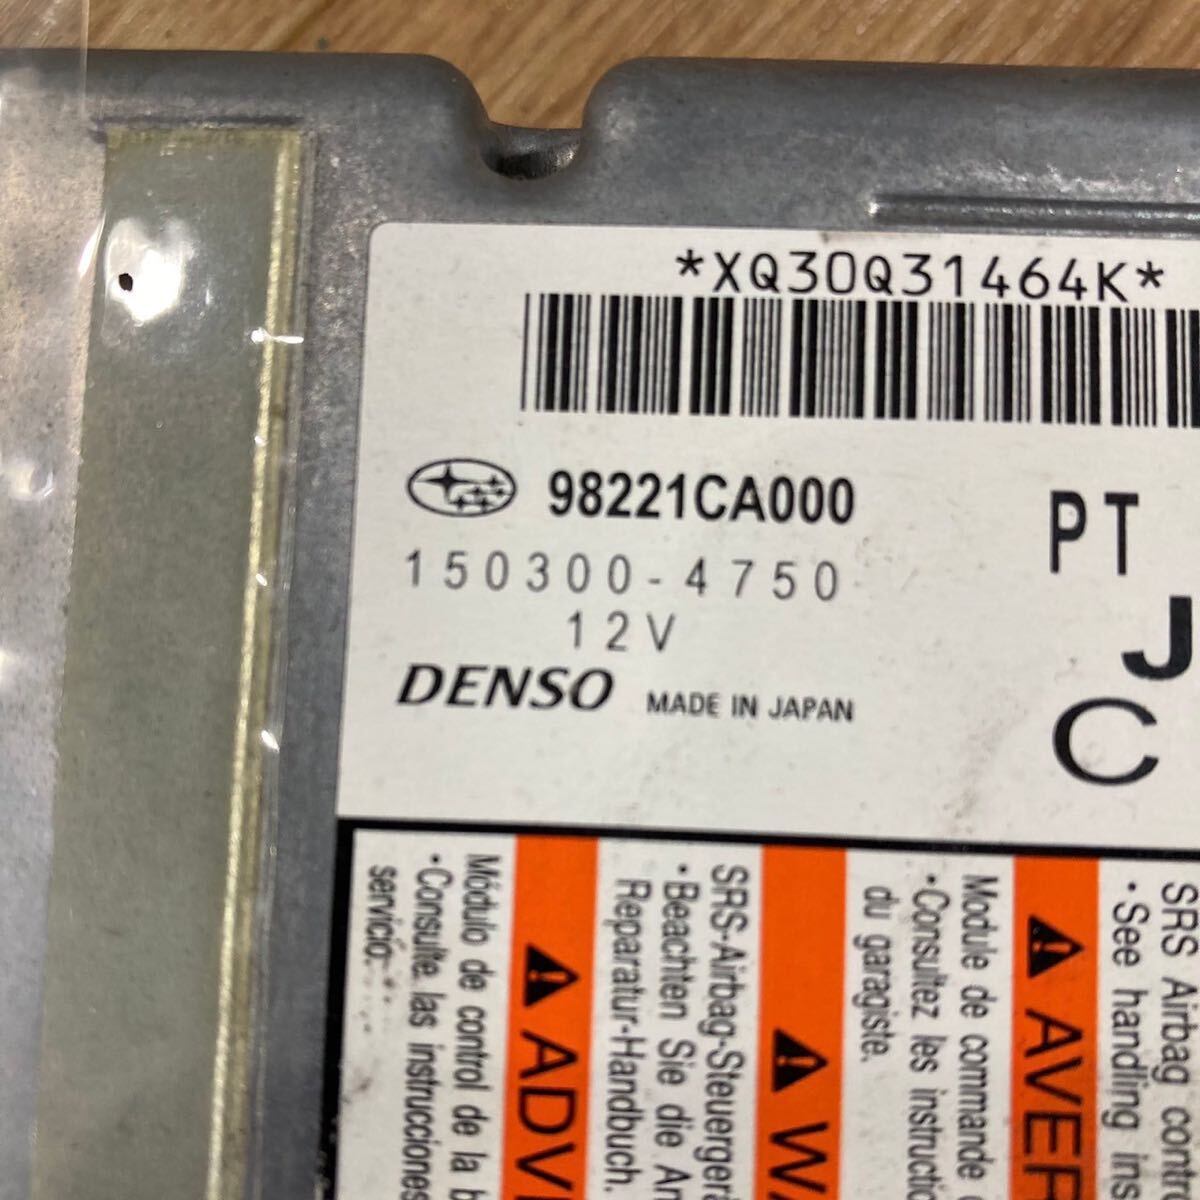 *XQ30Q31464K*
98221CA000
PT
150300-4750
12V
J
DENSO MADE IN JAPAN
C
SRS Airbag
·See handling
AVER
Module de commande
·Consultez les
du garagiste.
SRS-Airbag-Steuerger
·Beachten Sie die
Reparatur-Handbuch.
ADV
Módulo de control de la
·Consulte las instrucciones
servicio.